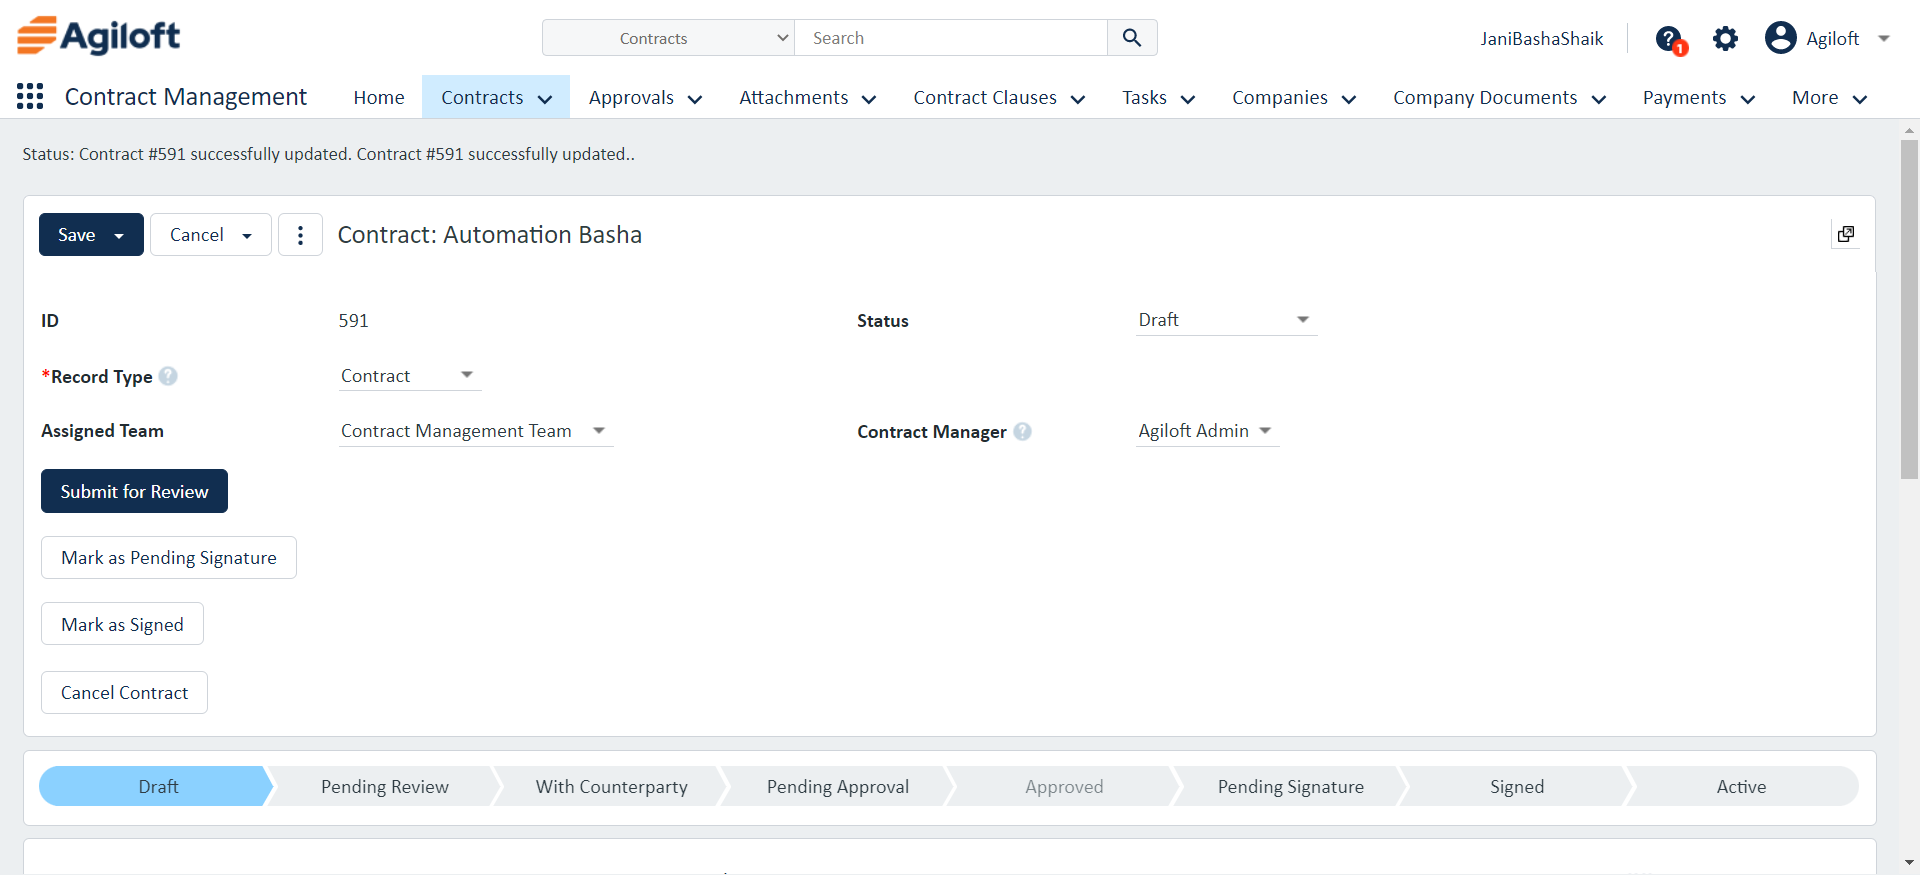 Agiloft
Contracts
Search
JaniBashaShaik
?
1
Agiloft
Contract Management
Home
Contracts
Approvals
Attachments
Contract Clauses
Tasks
Companies
Company Documents
Payments
More
Status: Contract #591 successfully updated. Contract #591 successfully updated..
Save
Cancel
Contract: Automation Basha
ID
591
Status
Draft
*Record Type ?
Contract
Assigned Team
Contract Management Team
Contract Manager ?
Agiloft Admin
Submit for Review
Mark as Pending Signature
Mark as Signed
Cancel Contract
Draft
Pending Review
With Counterparty
Pending Approval
Approved
Pending Signature
Signed
Active